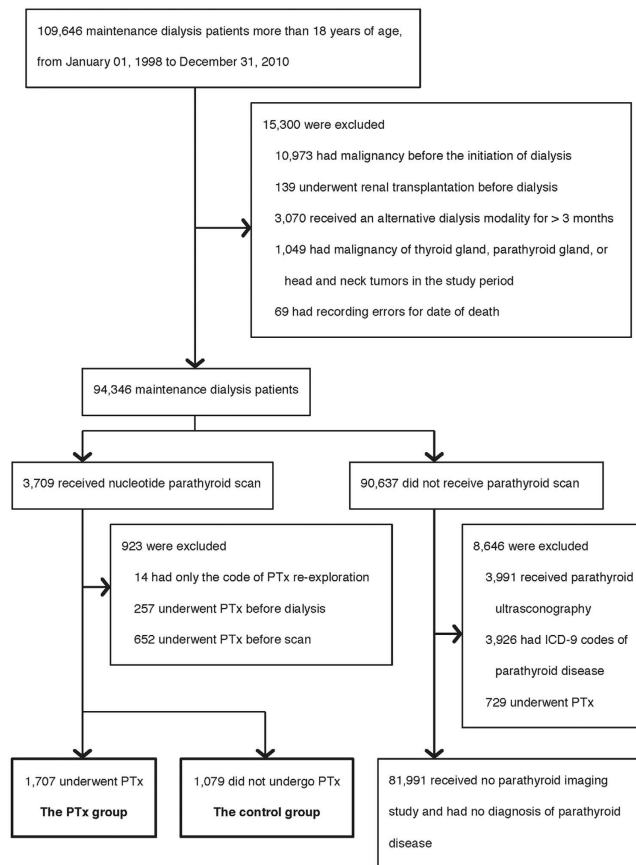 109,646 maintenance dialysis patients more than 18 years of age,
from January 01, 1998 to December 31, 2010
15,300 were excluded
10,973 had malignancy before the initiation of dialysis
139 underwent renal transplantation before dialysis
3,070 received an alternative dialysis modality for > 3 months
1,049 had malignancy of thyroid gland, parathyroid gland, or
head and neck tumors in the study period
69 had recording errors for date of death
94,346 maintenance dialysis patients
3,709 received nucleotide parathyroid scan
90,637 did not receive parathyroid scan
923 were excluded
14 had only the code of PTx re-exploration
257 underwent PTx before dialysis
652 underwent PTx before scan
8,646 were excluded
3,991 received parathyroid
ultrasconography
3,926 had ICD-9 codes of
parathyroid disease
729 underwent PTx
1,707 underwent PTx
The PTx group
1,079 did not undergo PTx
The control group
81,991 received no parathyroid imaging
study and had no diagnosis of parathyroid
disease